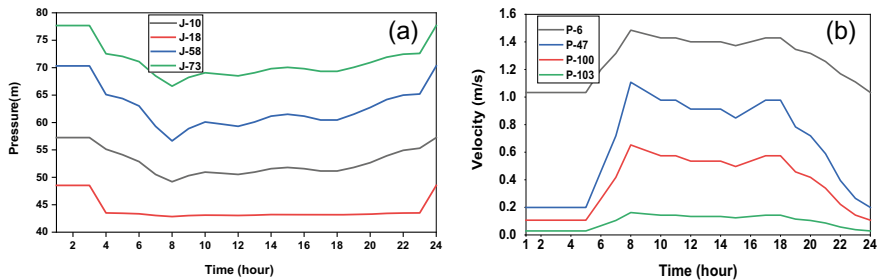 (a)
J-10
J-18
J-58
J-73
Pressure(m)
80
75
70
65
60
55
50
45
40
2 4 6 8 10 12 14 16 18 20 22 24
Time (hour)
(b)
P-6
P-47
P-100
P-103
Velocity (m/s)
1.6
1.4
1.2
1.0
0.8
0.6
0.4
0.2
0.0
1 2 4 6 8 10 12 14 16 18 20 22 24
Time (hour)